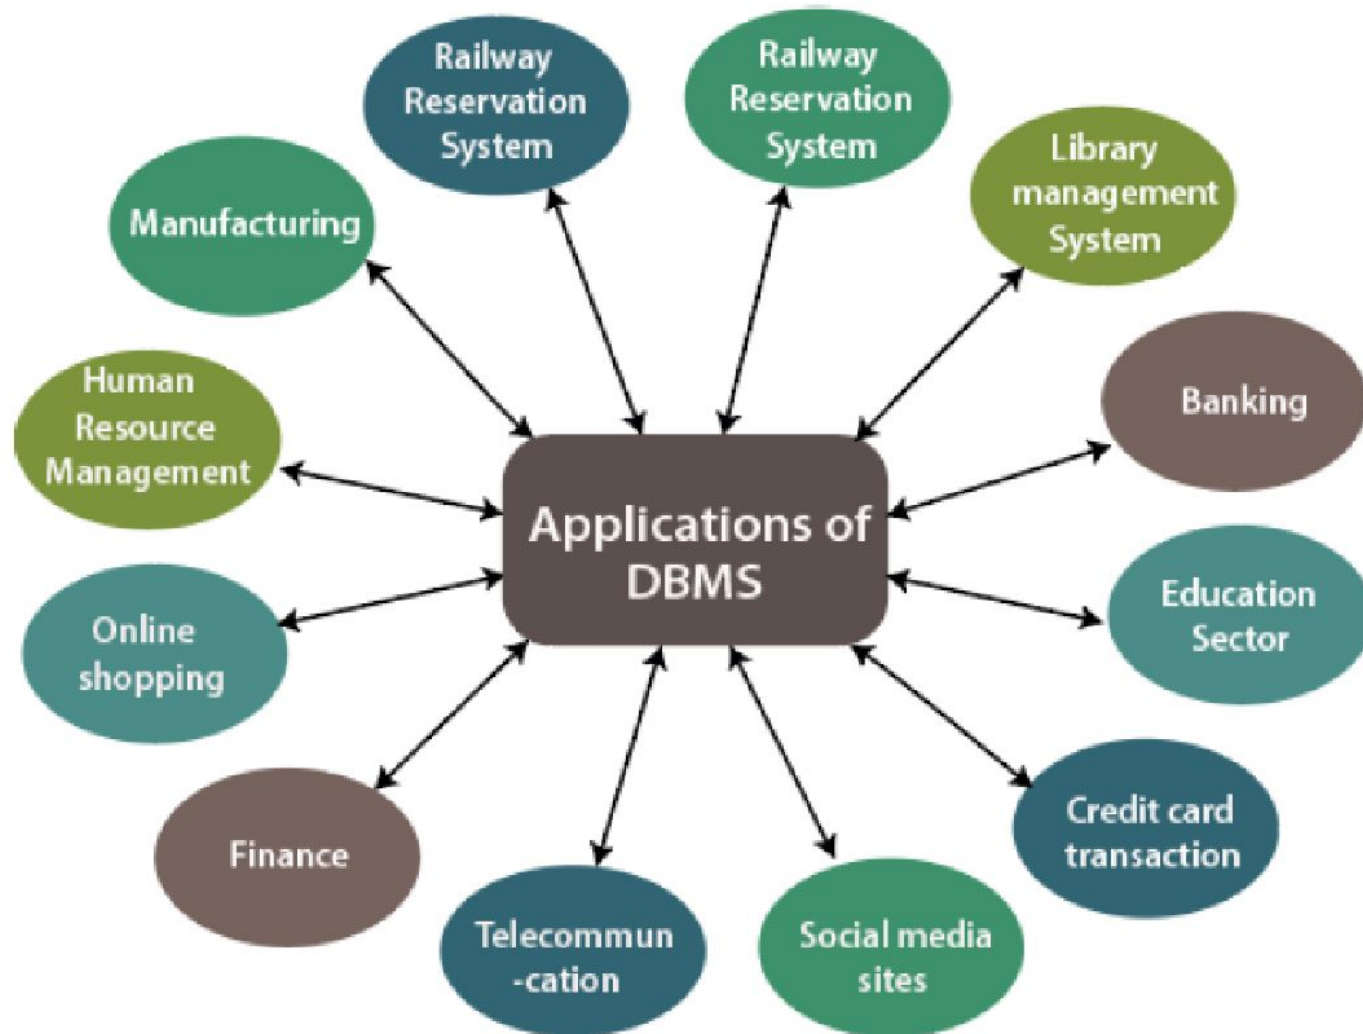 Railway
Reservation
System
Railway
Reservation
System
Library
management
System
Manufacturing
Human
Resource
Management
Banking
Applications of
DBMS
Education
Sector
Online
shopping
Credit card
transaction
Finance
Telecommun
-cation
Social media
sites